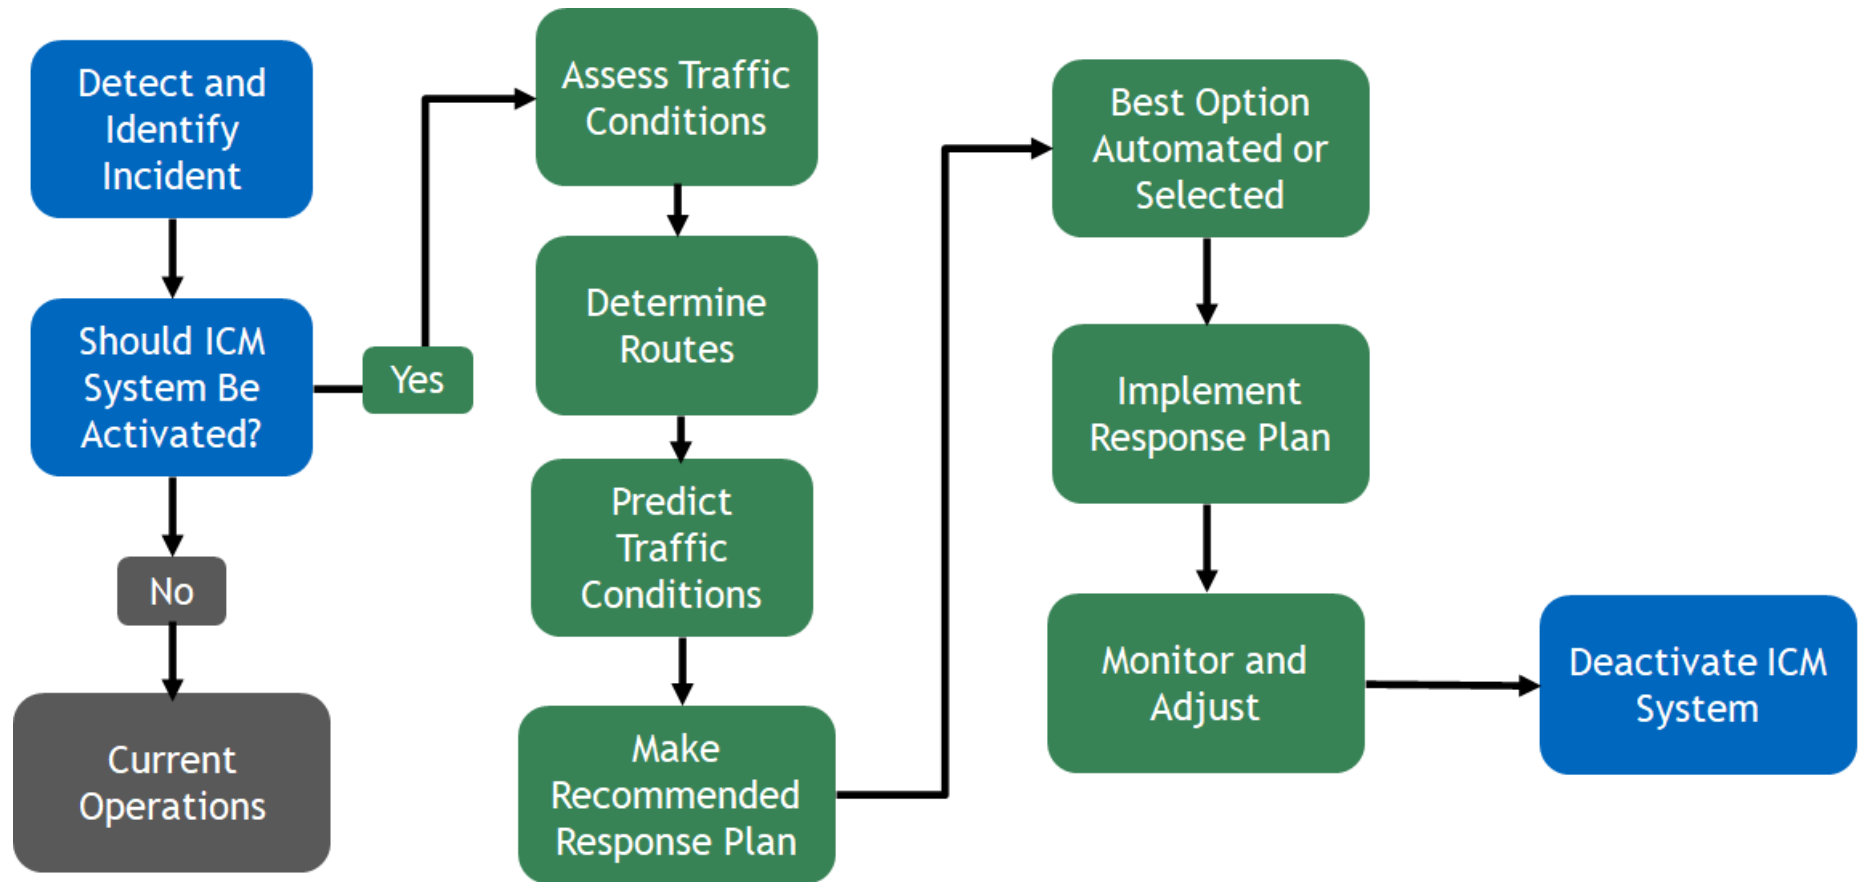 Detect and
Identify
Incident
Should ICM
System Be
Activated?
Yes
No
Current
Operations
Assess Traffic
Conditions
Determine
Routes
Predict
Traffic
Conditions
Make
Recommended
Response Plan
Best Option
Automated or
Selected
Implement
Response Plan
Monitor and
Adjust
Deactivate ICM
System